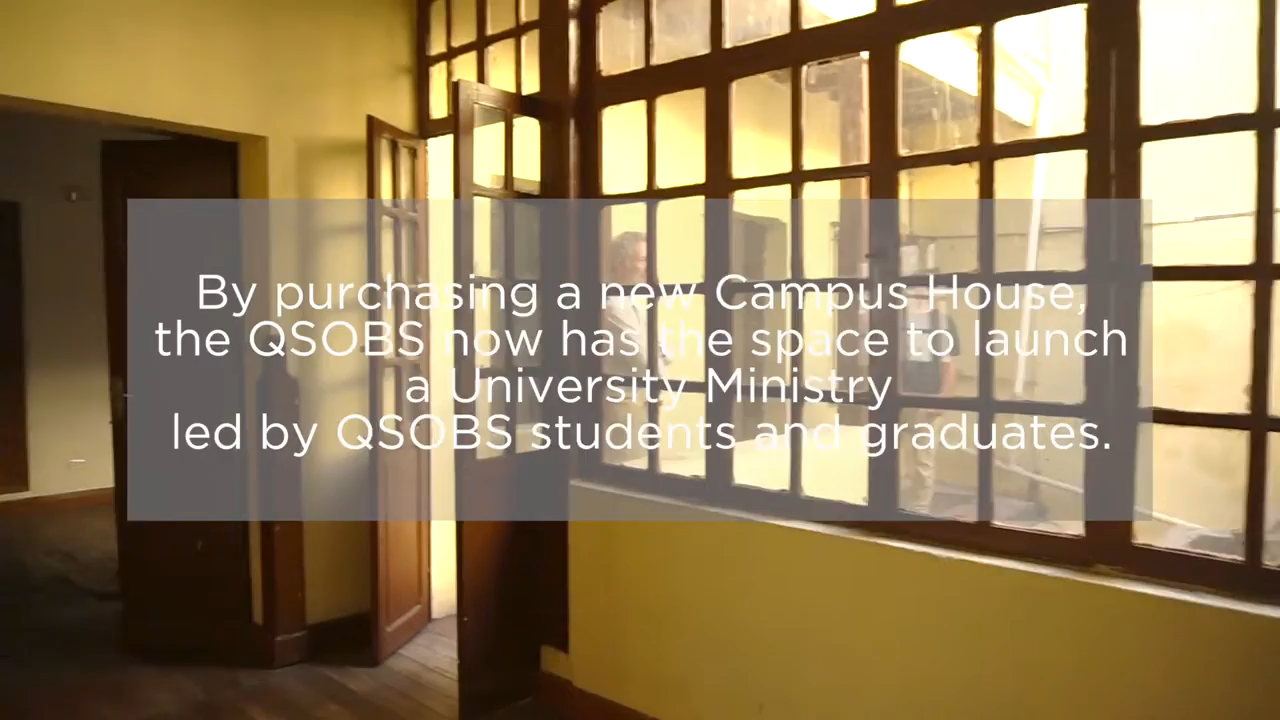 By purchasing a new Campus House,
the QSOBS now has the space to launch
a University Ministry
led by QSOBS students and graduates.